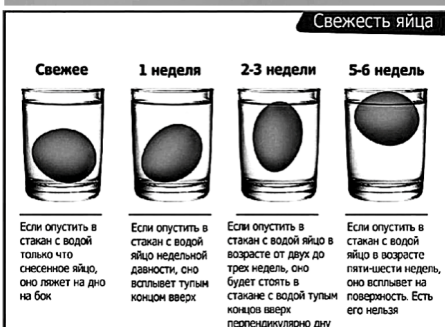 Свежесть яйца
Свежее
1 неделя
2-3 недели
5-6 недель
Если опустить в
стакан с водой
только что
снесенное яйцо,
оно ляжет на дно
на бок
Если опустить в
стакан с водой
яйцо недельной
давности, оно
всплывет тупым
концом вверх
Если опустить в
стакан с водой яйцо в
возрасте от двух до
трех недель, оно
будет стоять в
стакане с водой тупым
концов вверх
перпендикулярно дну
Если опустить в
стакан с водой
яйцо в возрасте
пяти-шести недель,
оно всплывет на
поверхность. Есть
его нельзя